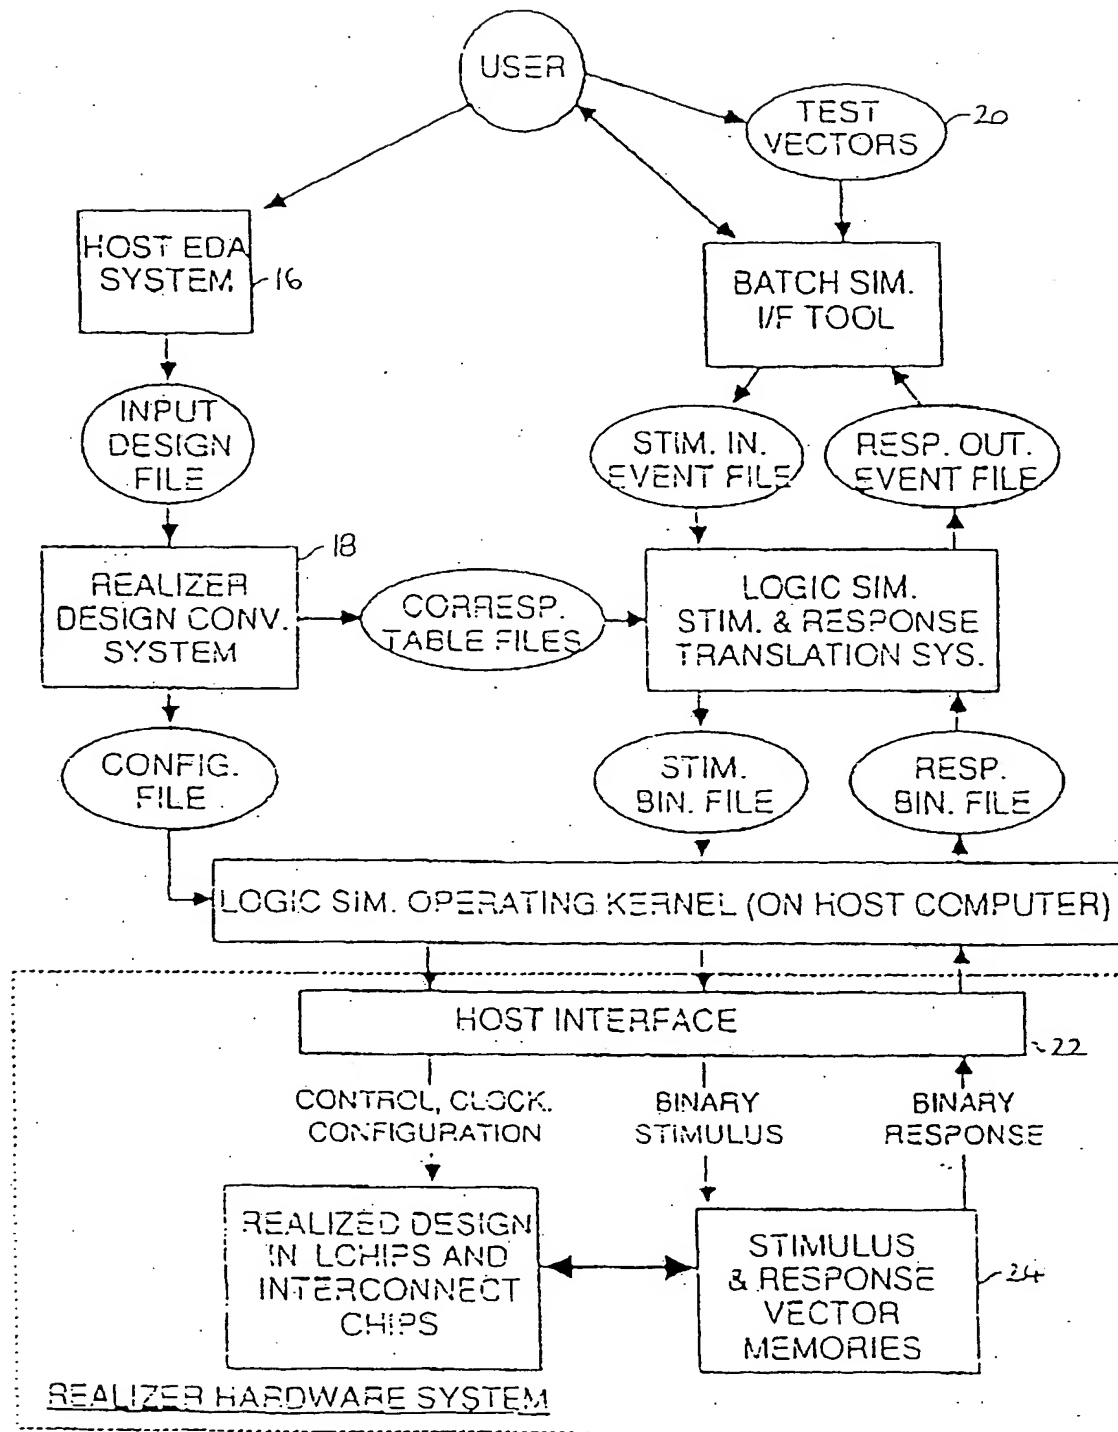 USER
TEST
VECTORS
20
HOST EDA
SYSTEM
16
BATCH SIM.
I/F TOOL
INPUT
DESIGN
FILE
STIM. IN.
EVENT FILE
RESP. OUT.
EVENT FILE
18
REALIZER
DESIGN CONV.
SYSTEM
CORRESP.
TABLE FILES
LOGIC SIM.
STIM. & RESPONSE
TRANSLATION SYS.
CONFIG.
FILE
STIM.
BIN. FILE
RESP.
BIN. FILE
LOGIC SIM. OPERATING KERNEL (ON HOST COMPUTER)
HOST INTERFACE
22
CONTROL, CLOCK.
CONFIGURATION
BINARY
STIMULUS
BINARY
RESPONSE
REALIZED DESIGN
IN LCHIPS AND
INTERCONNECT
CHIPS
STIMULUS
& RESPONSE
VECTOR
MEMORIES
24
REALIZER HARDWARE SYSTEM